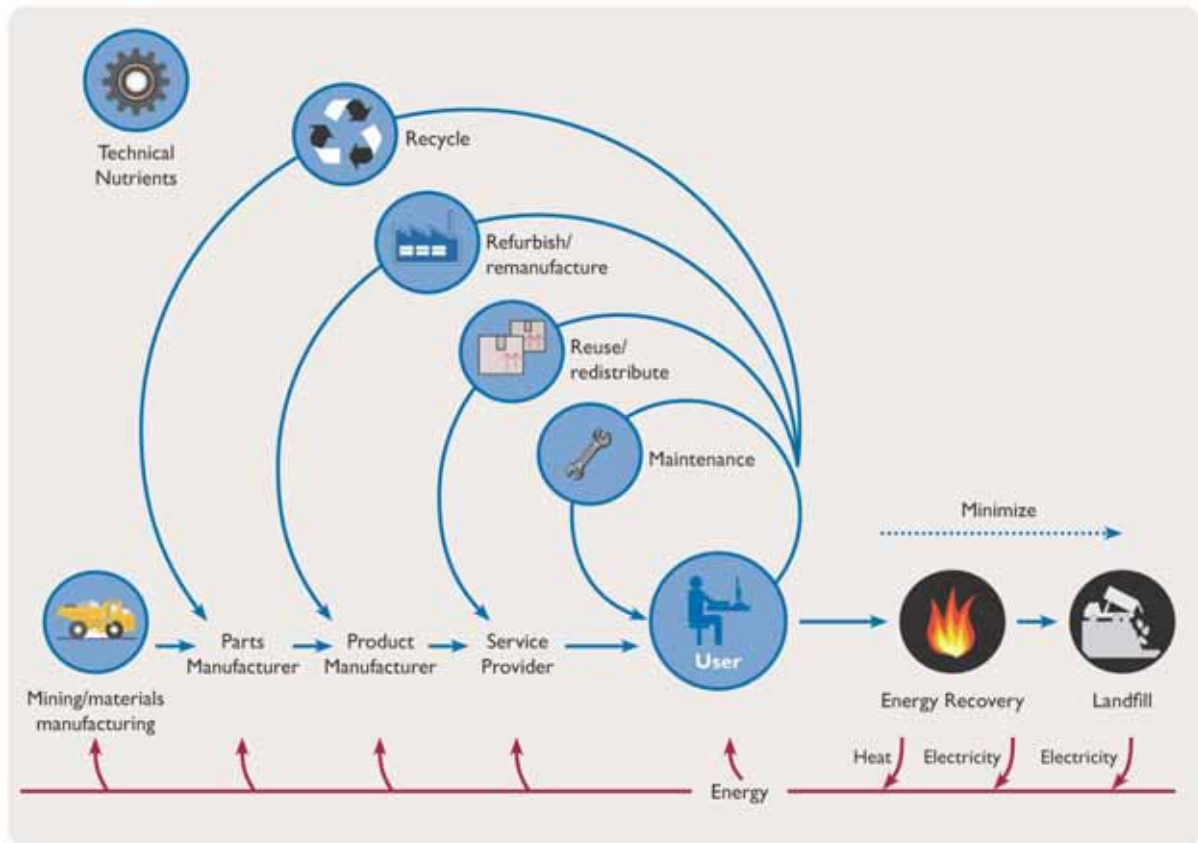 Technical
Nutrients
Recycle
Refurbish/
remanufacture
Reuse/
redistribute
Maintenance
Minimize
Parts
Manufacturer
Product
Manufacturer
Service
Provider
User
Mining/materials
manufacturing
Energy Recovery
Landfill
Heat
Electricity
Electricity
Energy